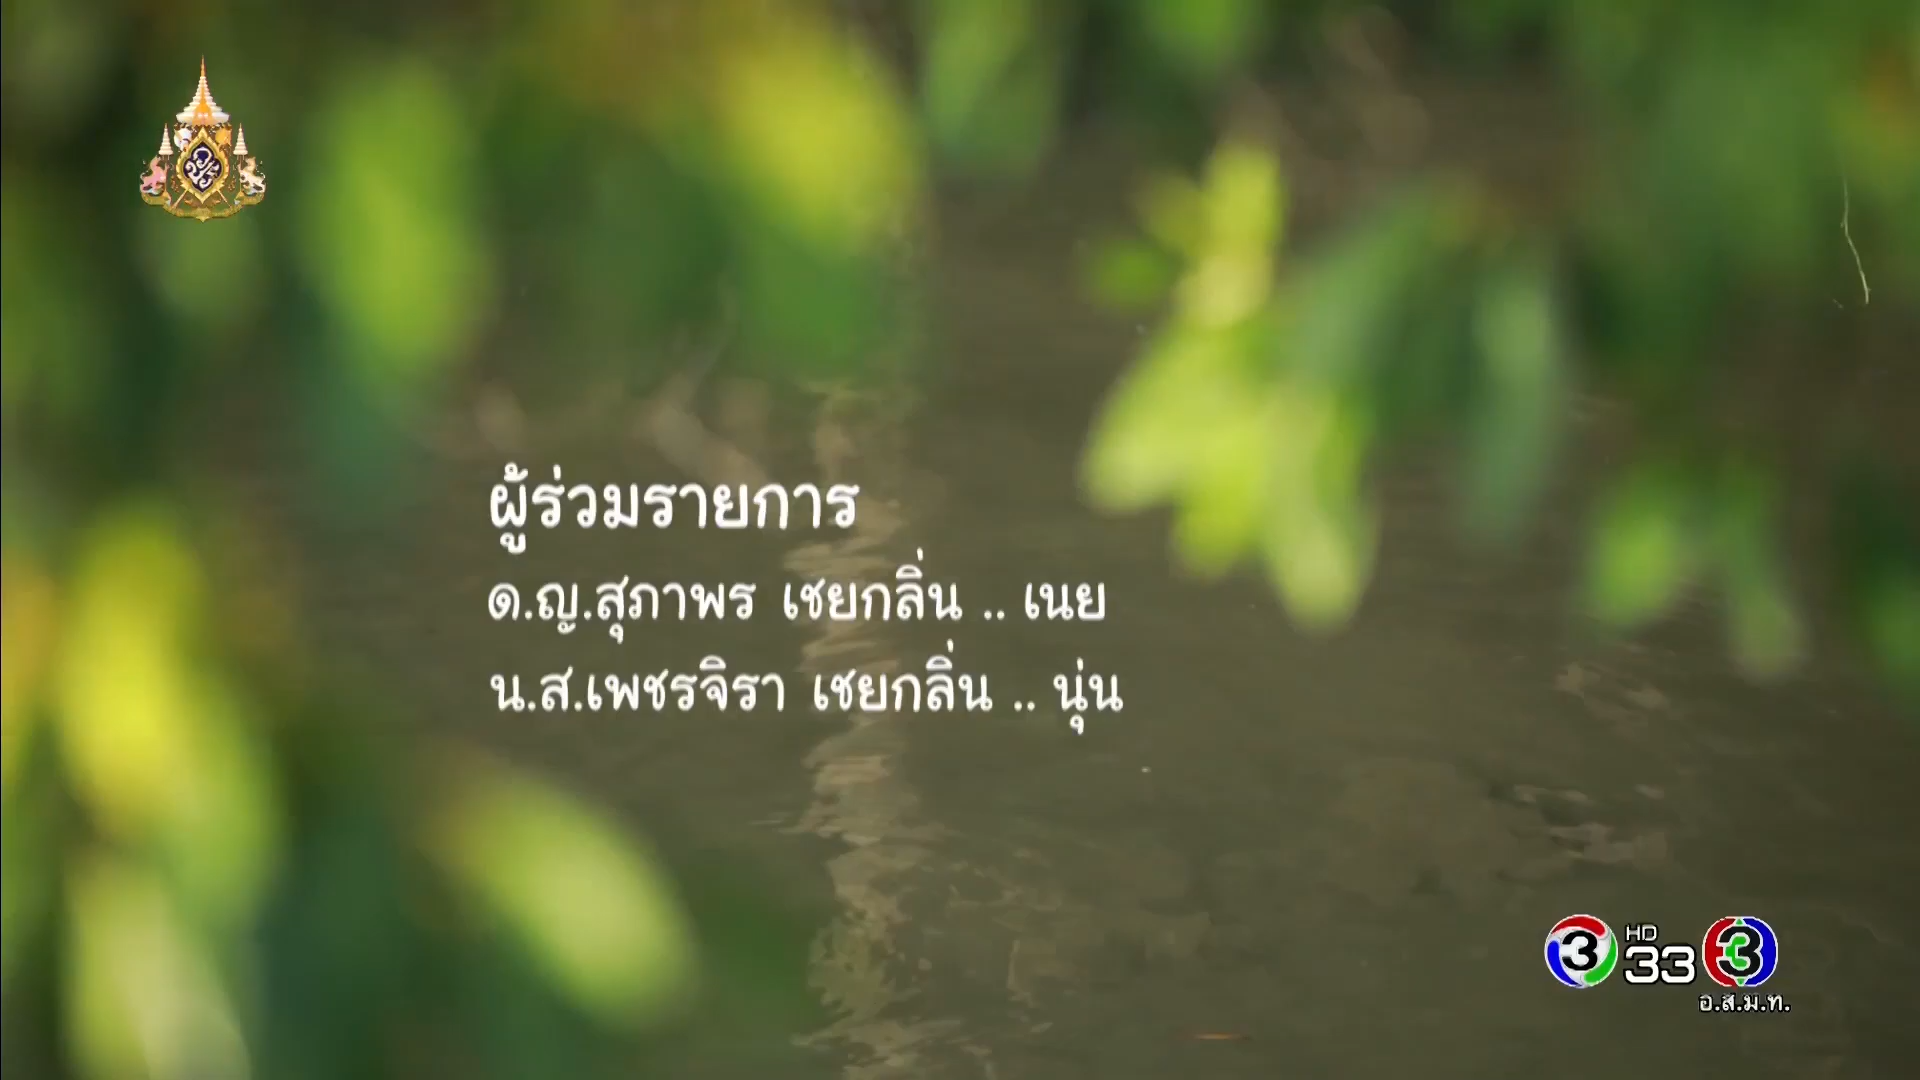 ผู้ร่วมรายการ
ด.ญ.สุภาพร เชยกลิ่น .. เนย
น.ส.เพชรจิรา เชยกลิ่น .. นุ่น
3 HD 33 3
อ.ส.ม.ท.